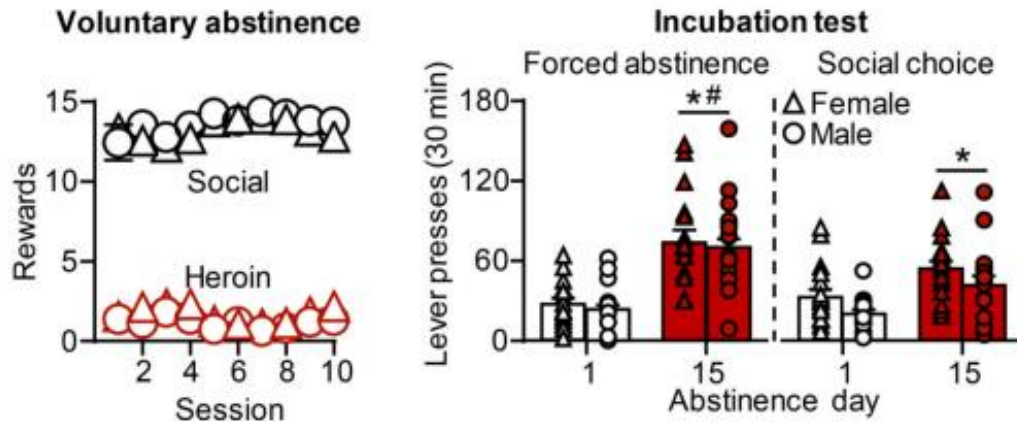 Voluntary abstinence
15
10
5
0
Rewards
Social
Heroin
2 4 6 8 10
Session
Incubation test
Forced abstinence Social choice
180
120
60
0
Lever presses (30 min)
*#
*
Female
Male
1 15 1 15
Abstinence day